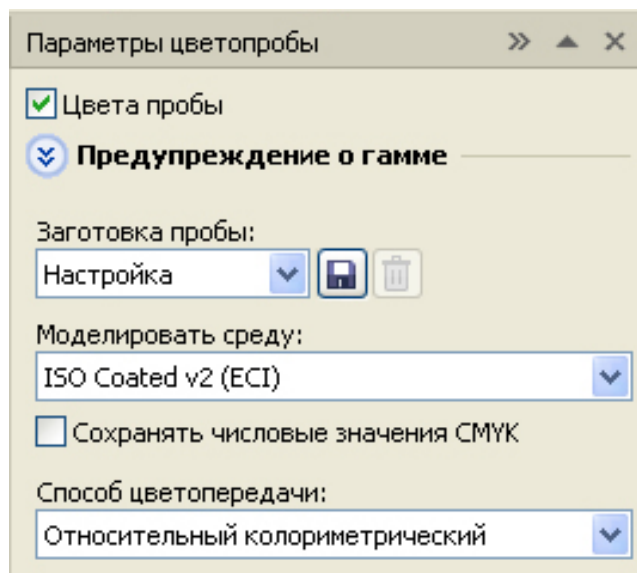 Параметры цветопробы
Цвета пробы
Предупреждение о гамме
Заготовка пробы:
Настройка
Моделировать среду:
ISO Coated v2 (ECI)
Сохранять числовые значения CMYK
Способ цветопередачи:
Относительный колориметрический